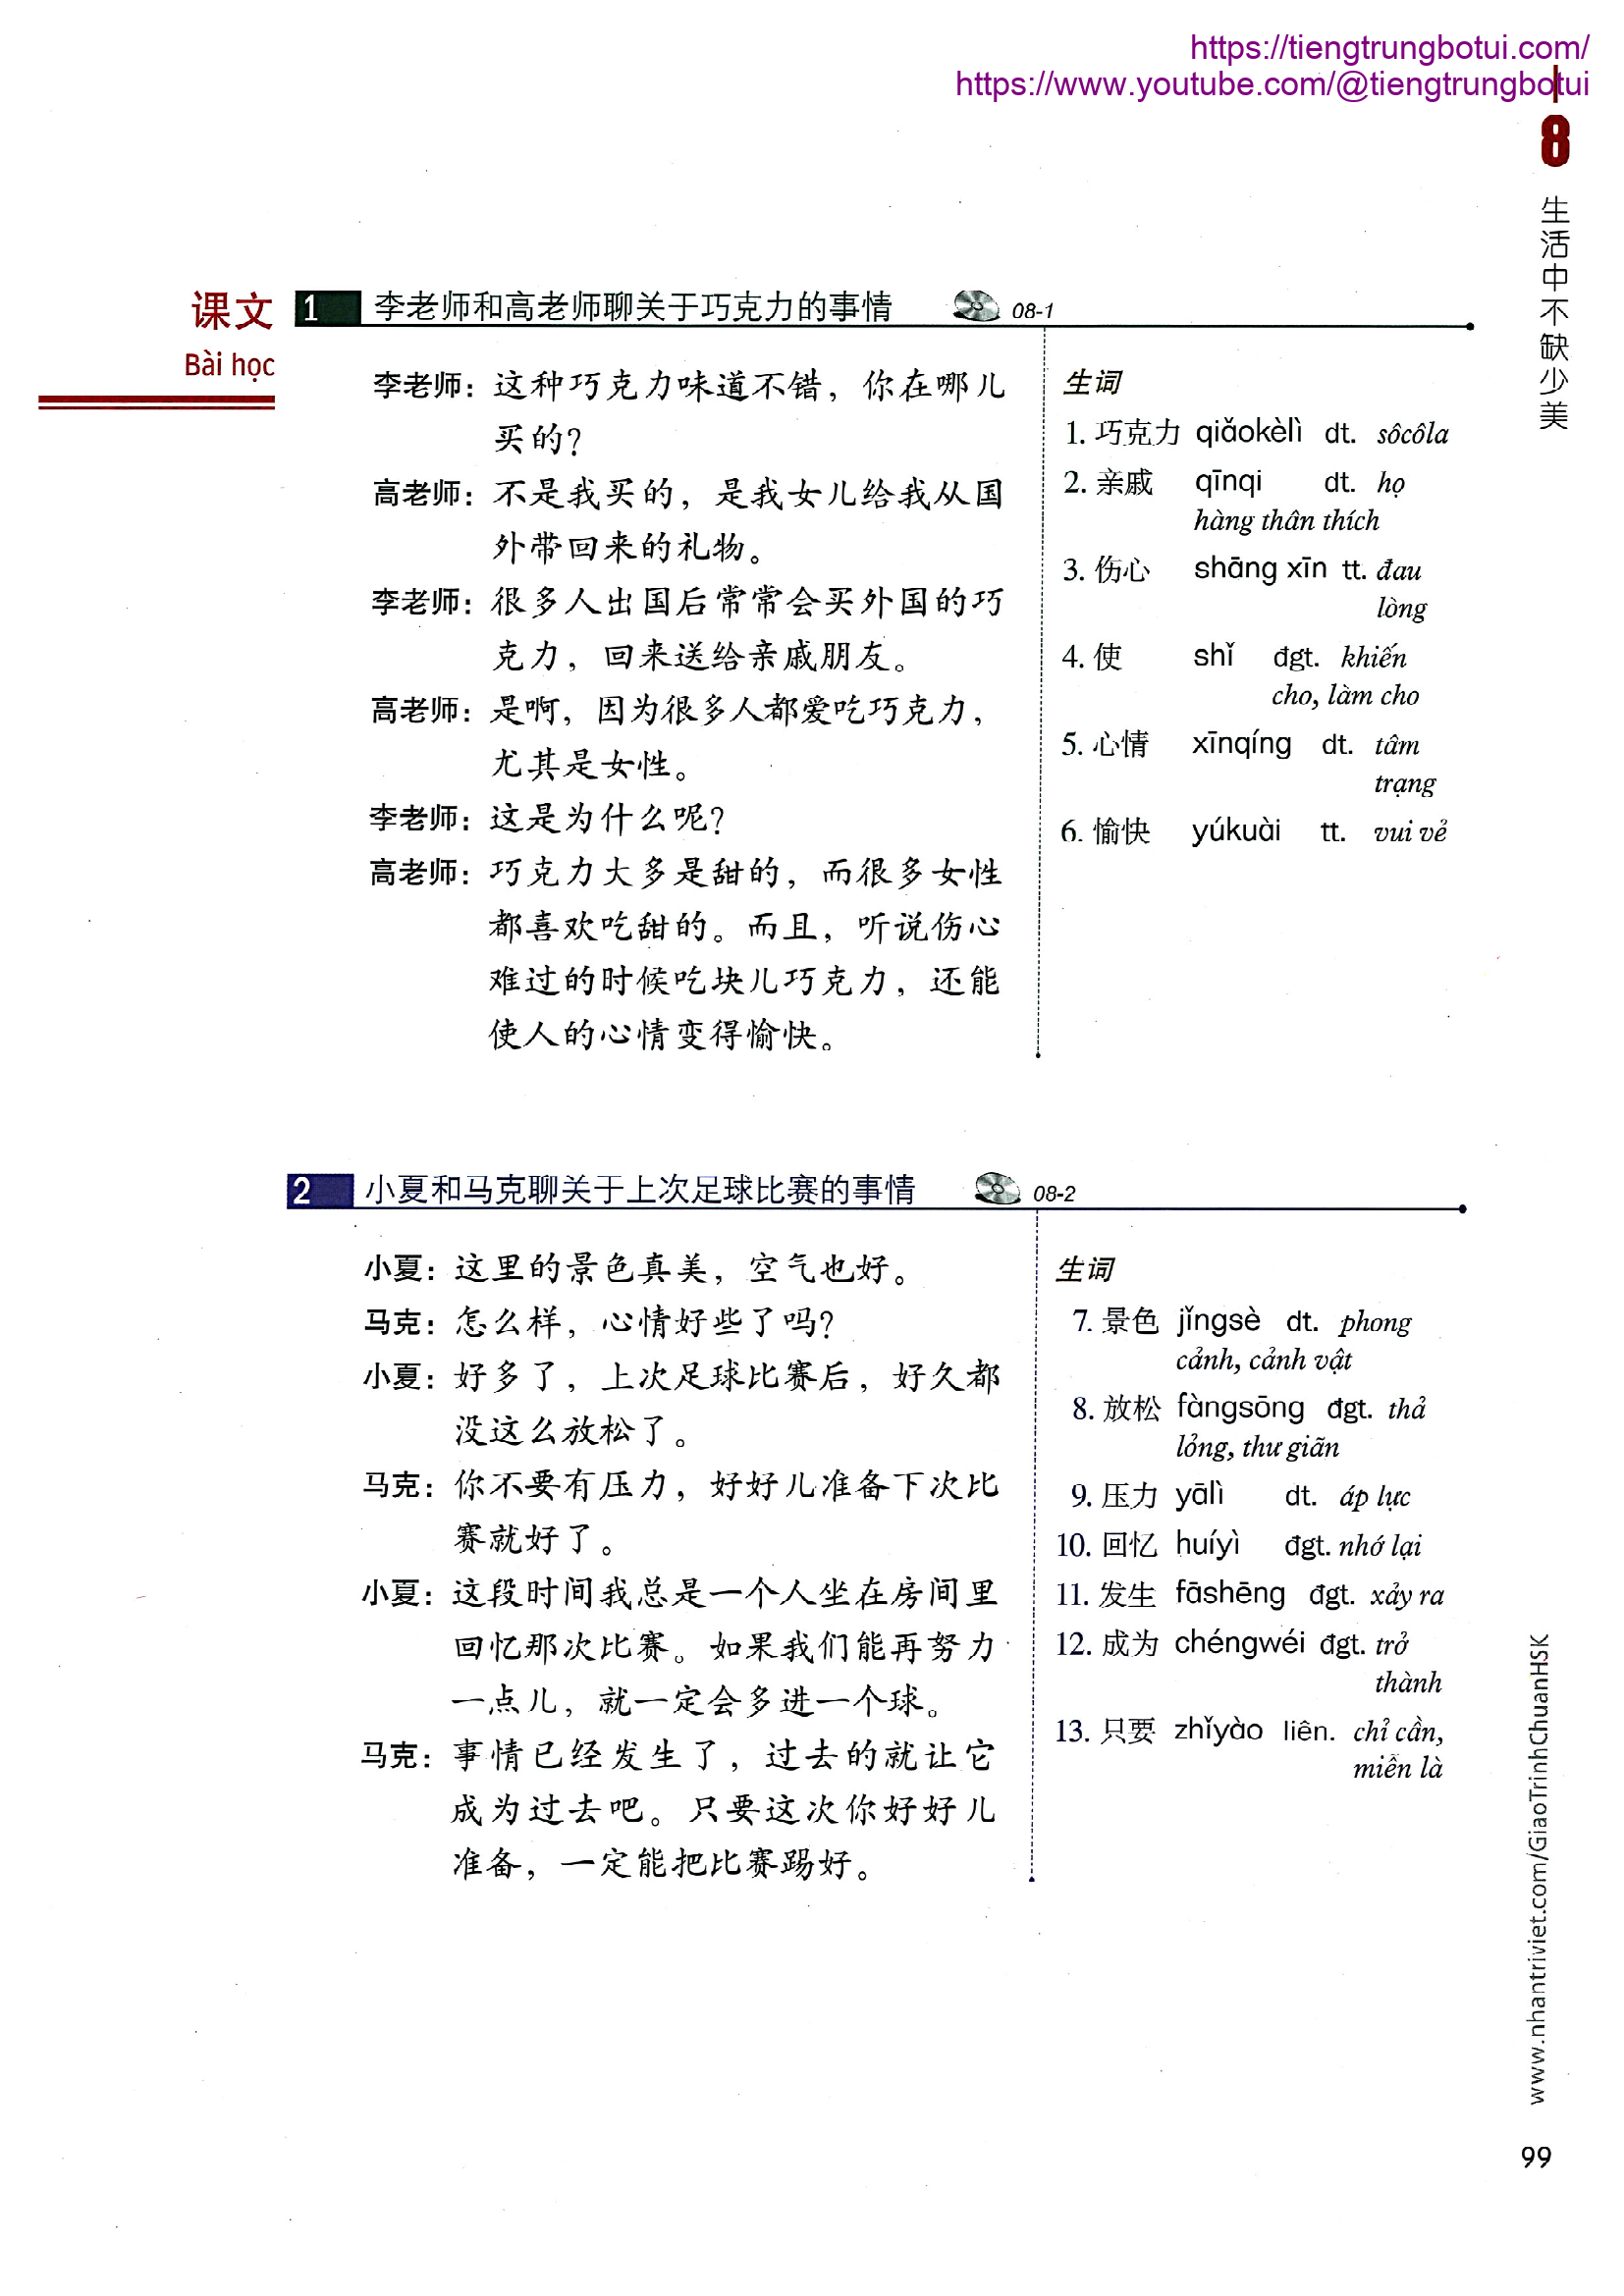 https://tiengtrungbotui.com/
https://www.youtube.com/@tiengtrungbotui
8
生活中不缺少美
课文
Bài học
1 李老师和高老师聊关于巧克力的事情 08-1
李老师：这种巧克力味道不错，你在哪儿
买的？
高老师：不是我买的，是我女儿给我从国
外带回来的礼物。
李老师：很多人出国后常常会买外国的巧
克力，回来送给亲戚朋友。
高老师：是啊，因为很多人都爱吃巧克力，
尤其是女性。
李老师：这是为什么呢？
高老师：巧克力大多是甜的，而很多女性
都喜欢吃甜的。而且，听说伤心
难过的时候吃块儿巧克力，还能
使人的心情变得愉快。
生词
1. 巧克力 qiǎokèlì dt. sôcôla
2. 亲戚 qīnqi dt. họ
hàng thân thích
3. 伤心 shāng xīn tt. đau
lòng
4. 使 shǐ đgt. khiến
cho, làm cho
5. 心情 xīnqíng dt. tâm
trạng
6. 愉快 yúkuài tt. vui vẻ
2 小夏和马克聊关于上次足球比赛的事情 08-2
小夏：这里的景色真美，空气也好。
马克：怎么样，心情好些了吗？
小夏：好多了，上次足球比赛后，好久都
没这么放松了。
马克：你不要有压力，好好儿准备下次比
赛就好了。
小夏：这段时间我总是一个人坐在房间里
回忆那次比赛。如果我们能再努力
一点儿，就一定会多进一个球。
马克：事情已经发生了，过去的就让它
成为过去吧。只要这次你好好儿
准备，一定能把比赛踢好。
生词
7. 景色 jǐngsè dt. phong
cảnh, cảnh vật
8. 放松 fàngsōng đgt. thả
lỏng, thư giãn
9. 压力 yālì dt. áp lực
10. 回忆 huíyì đgt. nhớ lại
11. 发生 fāshēng đgt. xảy ra
12. 成为 chéngwéi đgt. trở
thành
13. 只要 zhǐyào liên. chỉ cần,
miễn là
www.nhantriviet.com/GiaoTrinhChuanHSK
99